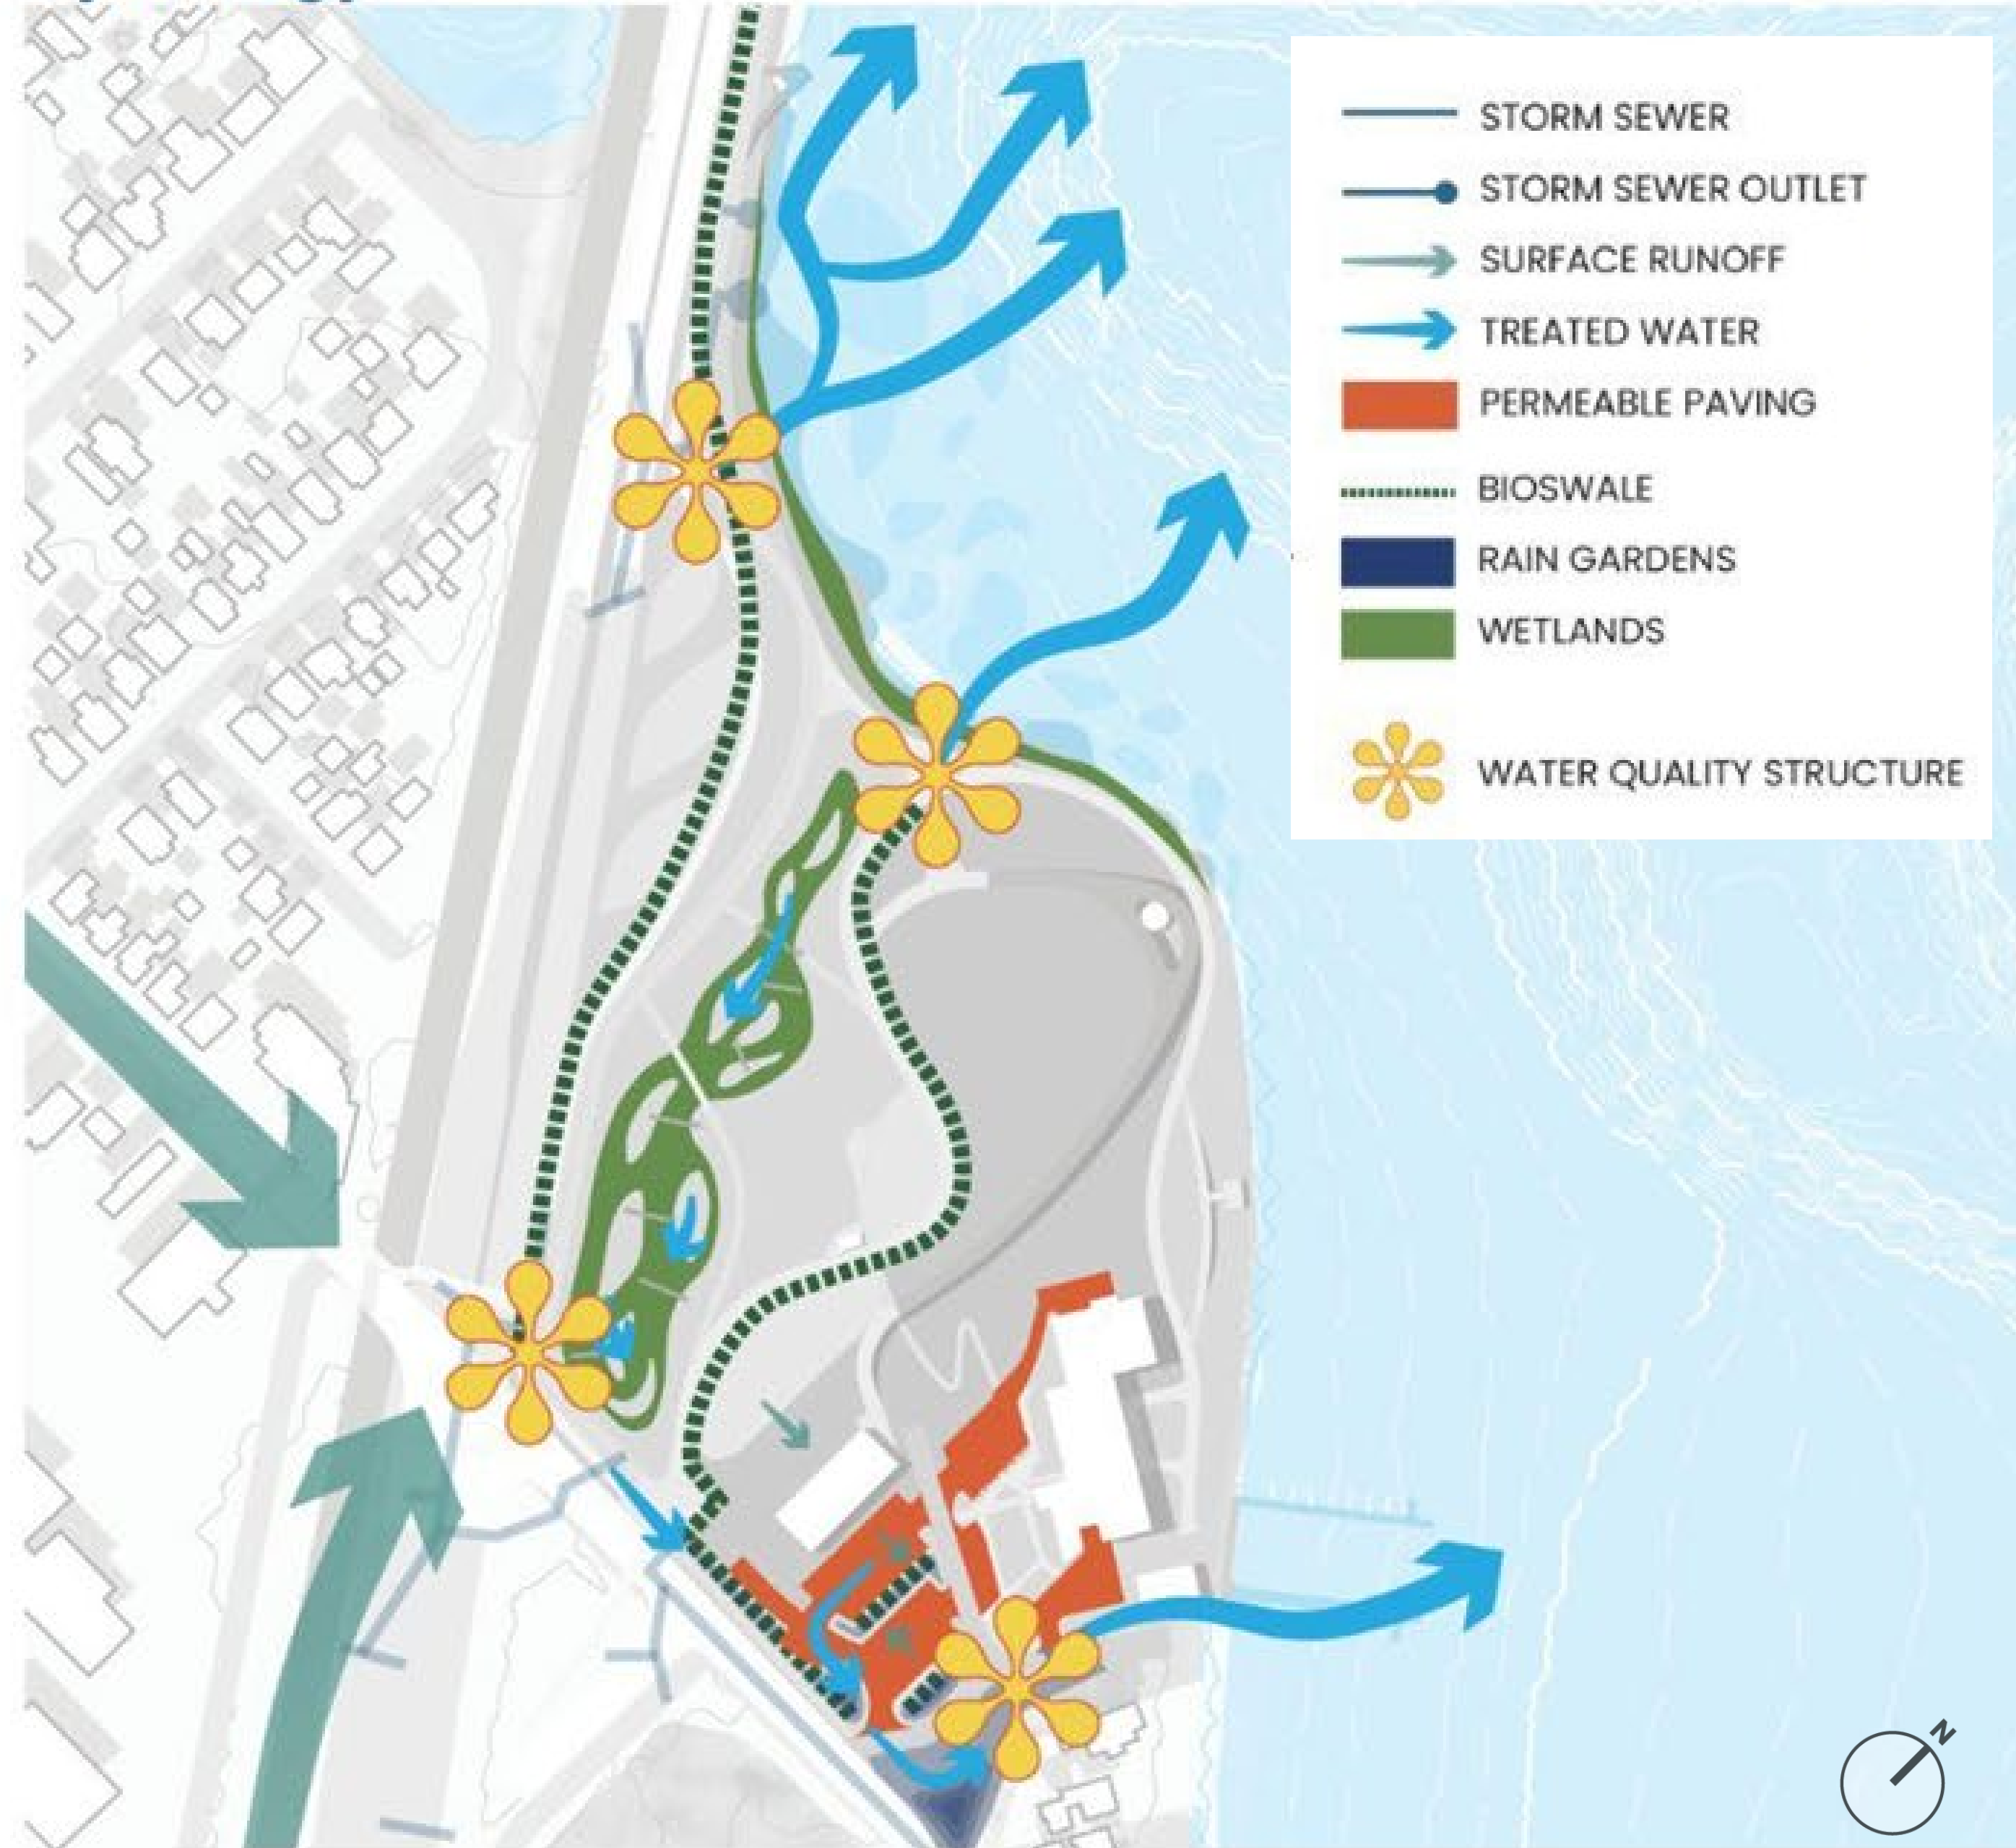 STORM SEWER
STORM SEWER OUTLET
SURFACE RUNOFF
TREATED WATER
PERMEABLE PAVING
BIOSWALE
RAIN GARDENS
WETLANDS
WATER QUALITY STRUCTURE
N